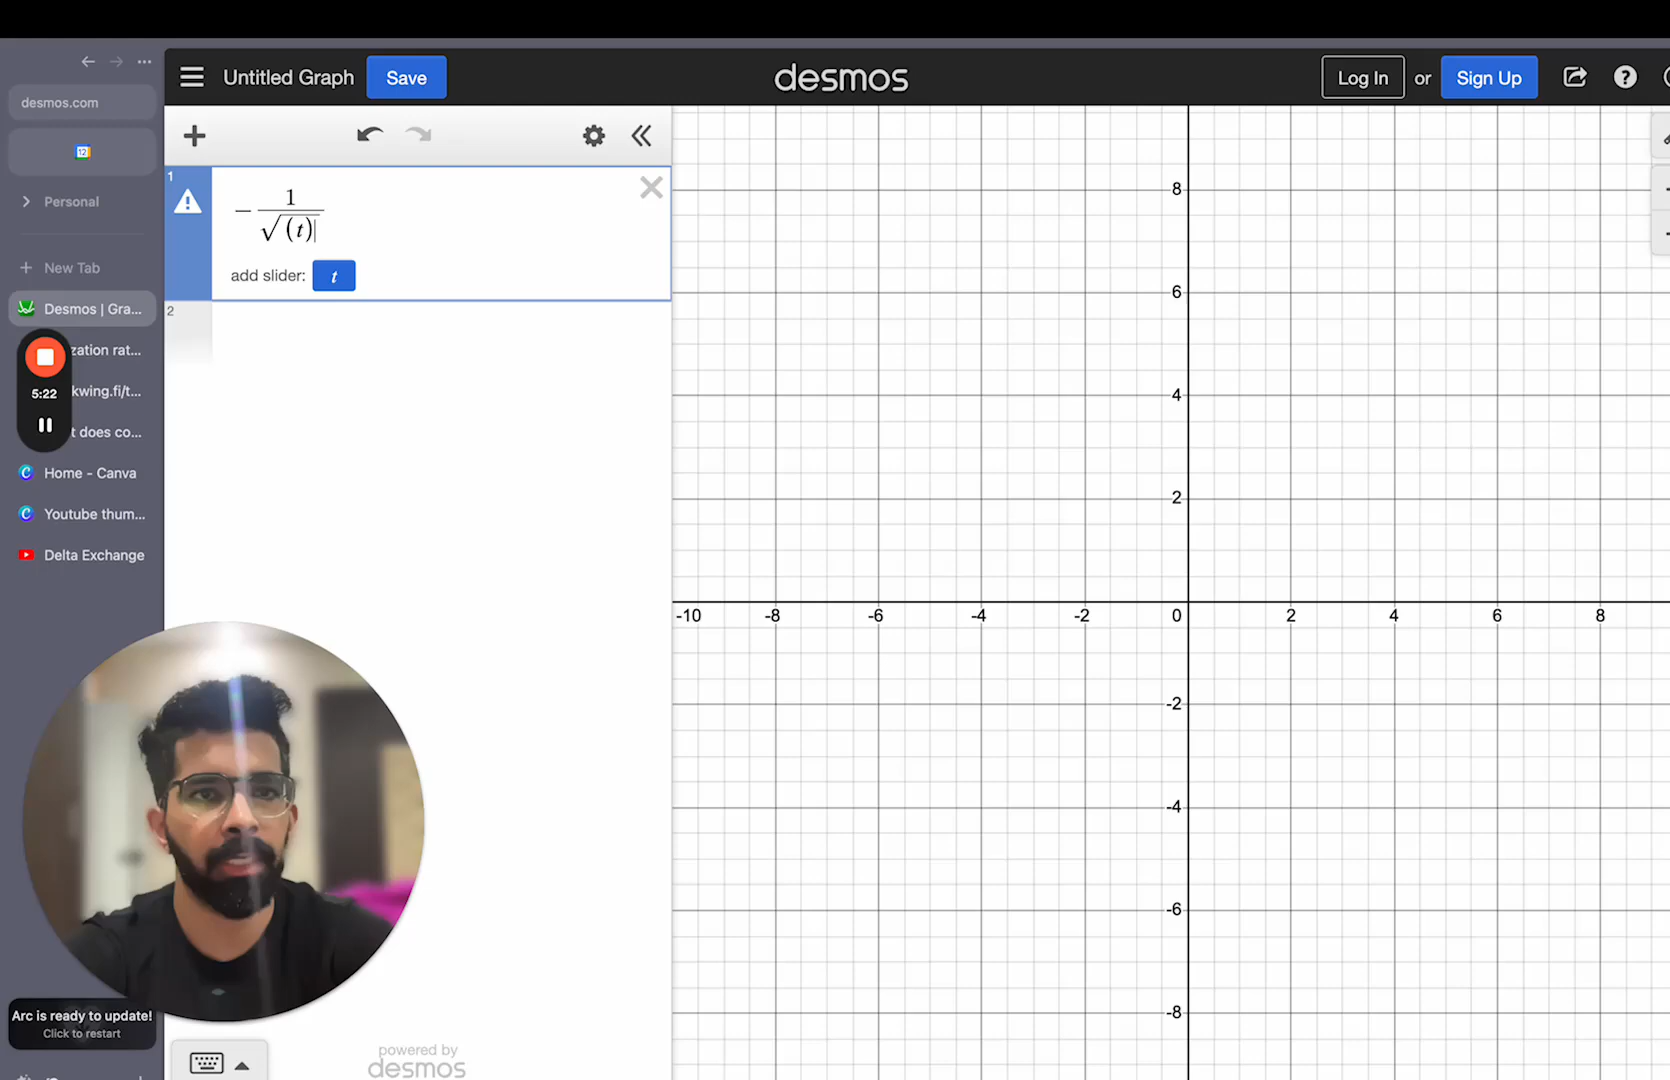 desmos.com
12
Personal
New Tab
Desmos | Gra...
zation rat...
kwing.fi/t...
t does co...
Home - Canva
Youtube thum...
Delta Exchange
5:22
Arc is ready to update!
Click to restart
Untitled Graph
Save
desmos
Log In or Sign Up
1
− 1
√(t)
add slider: t
2
powered by
desmos
8
6
4
2
-10 -8 -6 -4 -2 0 2 4 6 8
-2
-4
-6
-8